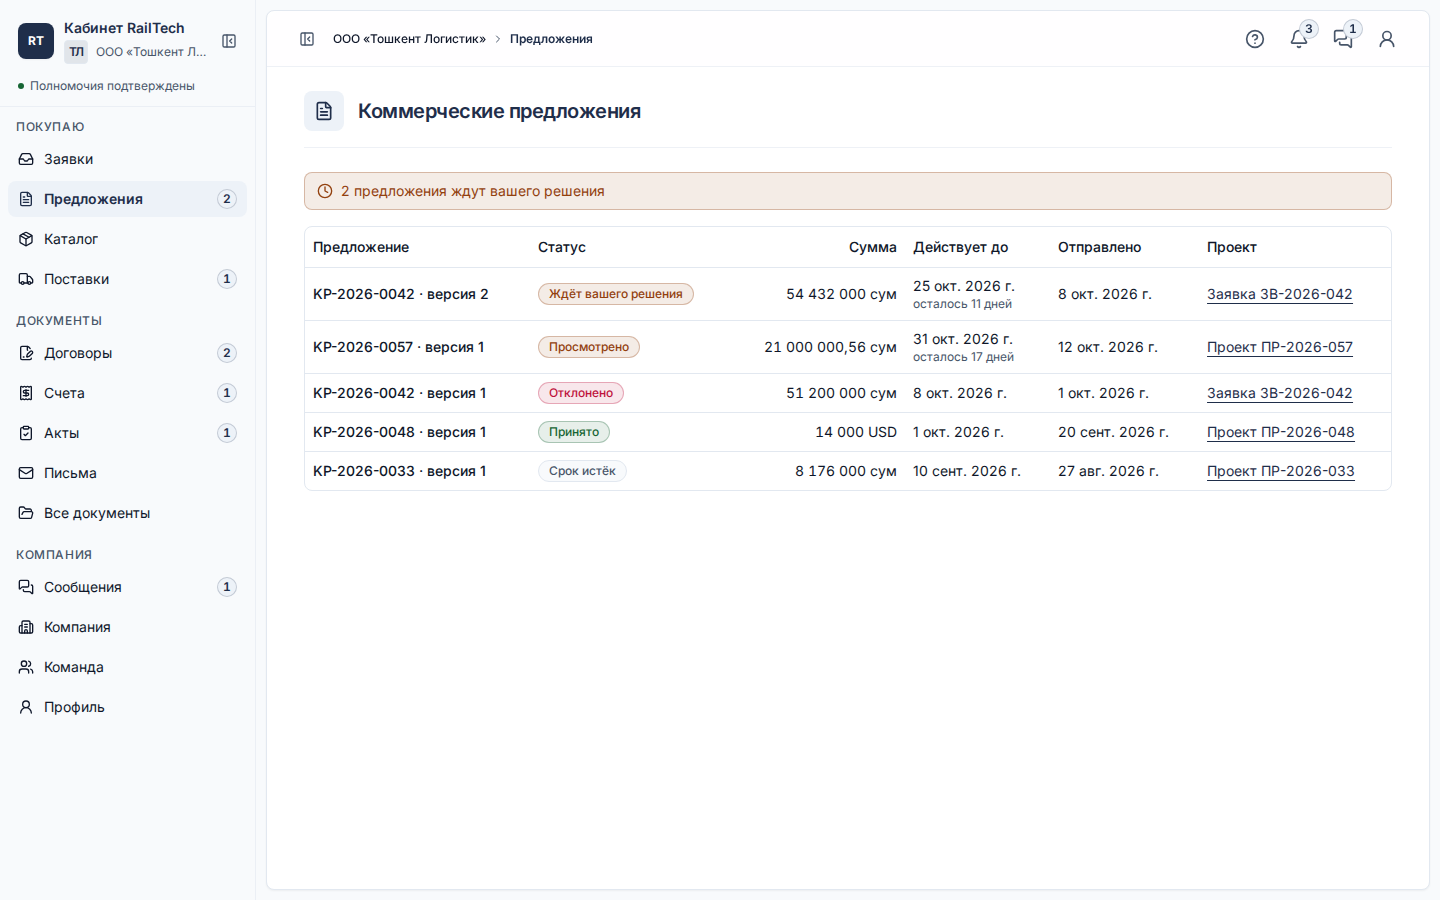 RT
Кабинет RailTech
ТЛ ООО «Тошкент Л...
Полномочия подтверждены
ПОКУПАЮ
Заявки
Предложения 2
Каталог
Поставки 1
ДОКУМЕНТЫ
Договоры 2
Счета 1
Акты 1
Письма
Все документы
КОМПАНИЯ
Сообщения 1
Компания
Команда
Профиль
ООО «Тошкент Логистик» › Предложения
3 1
Коммерческие предложения
2 предложения ждут вашего решения
Предложение Статус Сумма Действует до Отправлено Проект
KP-2026-0042 · версия 2 Ждёт вашего решения 54 432 000 сум 25 окт. 2026 г. 8 окт. 2026 г. Заявка ЗВ-2026-042
осталось 11 дней
KP-2026-0057 · версия 1 Просмотрено 21 000 000,56 сум 31 окт. 2026 г. 12 окт. 2026 г. Проект ПР-2026-057
осталось 17 дней
KP-2026-0042 · версия 1 Отклонено 51 200 000 сум 8 окт. 2026 г. 1 окт. 2026 г. Заявка ЗВ-2026-042
KP-2026-0048 · версия 1 Принято 14 000 USD 1 окт. 2026 г. 20 сент. 2026 г. Проект ПР-2026-048
KP-2026-0033 · версия 1 Срок истёк 8 176 000 сум 10 сент. 2026 г. 27 авг. 2026 г. Проект ПР-2026-033